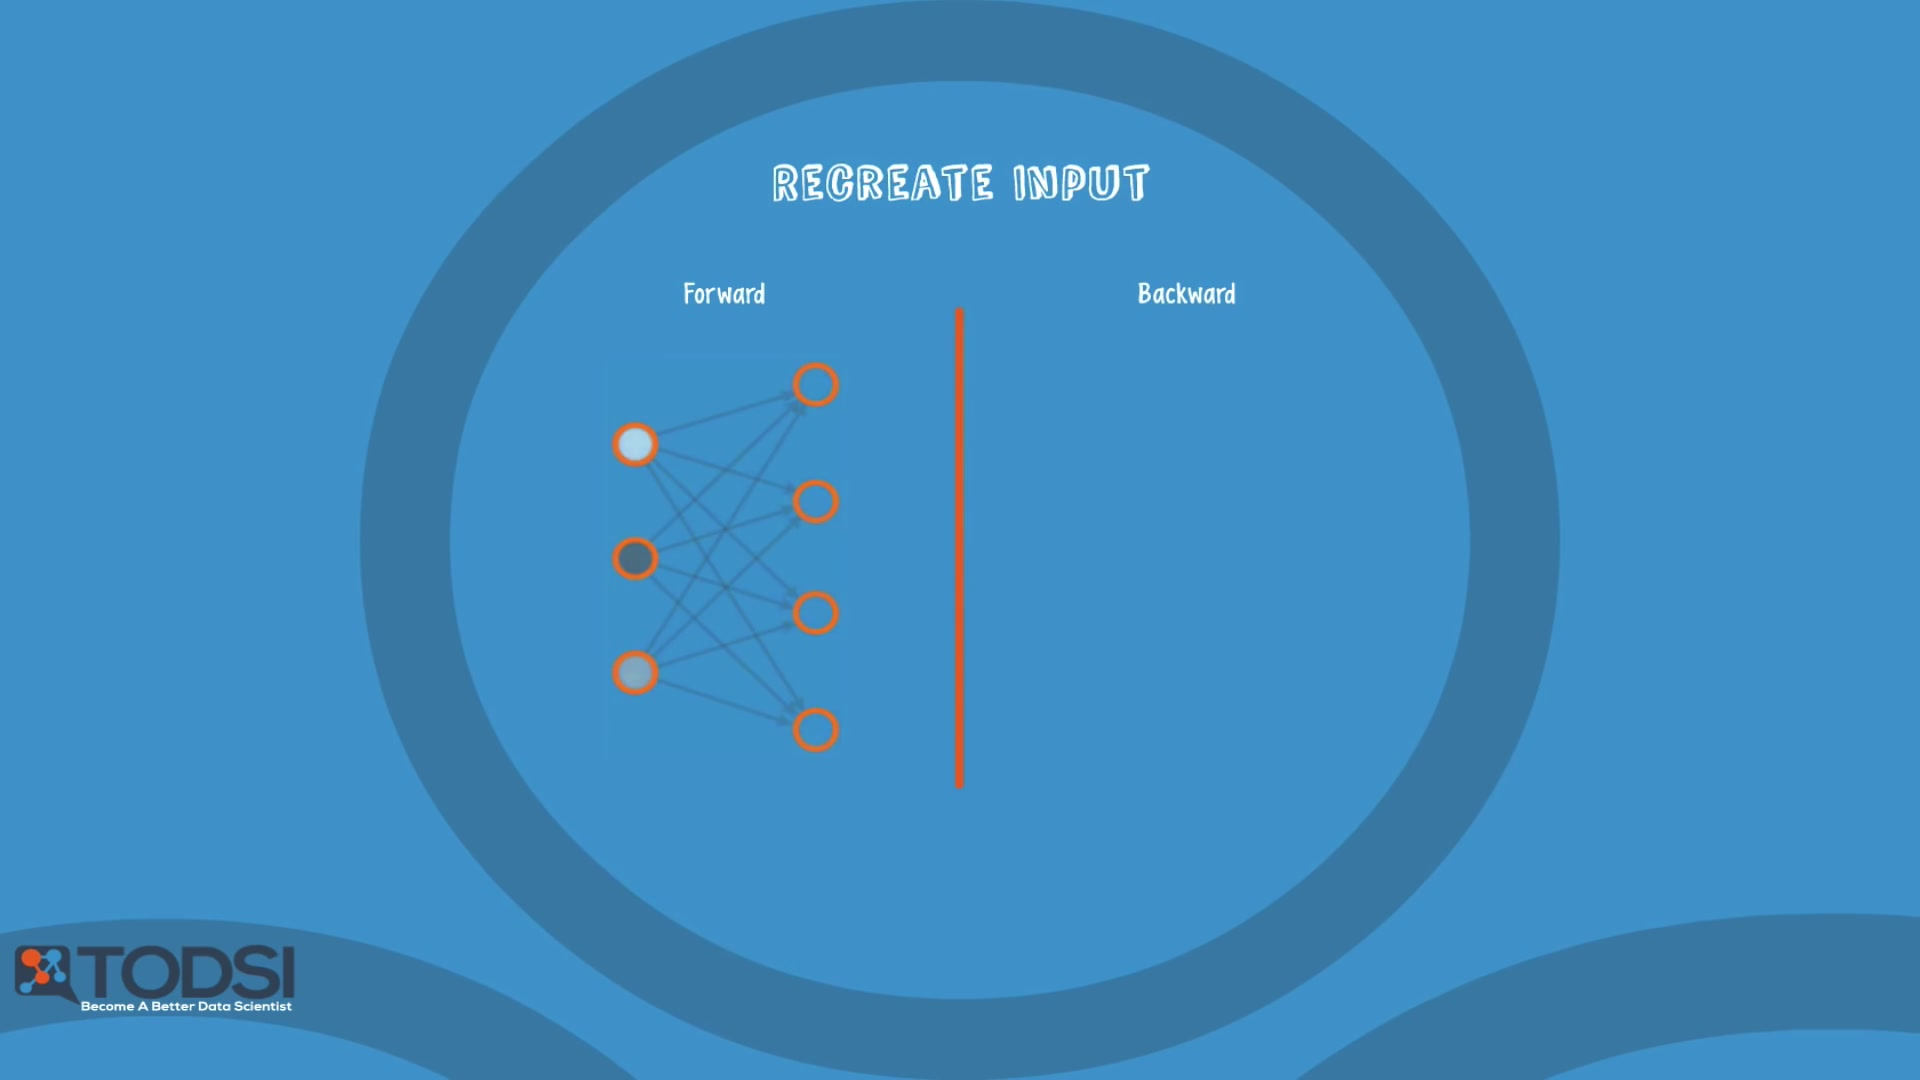 RECREATE INPUT
Forward
Backward
TODSI
Become A Better Data Scientist